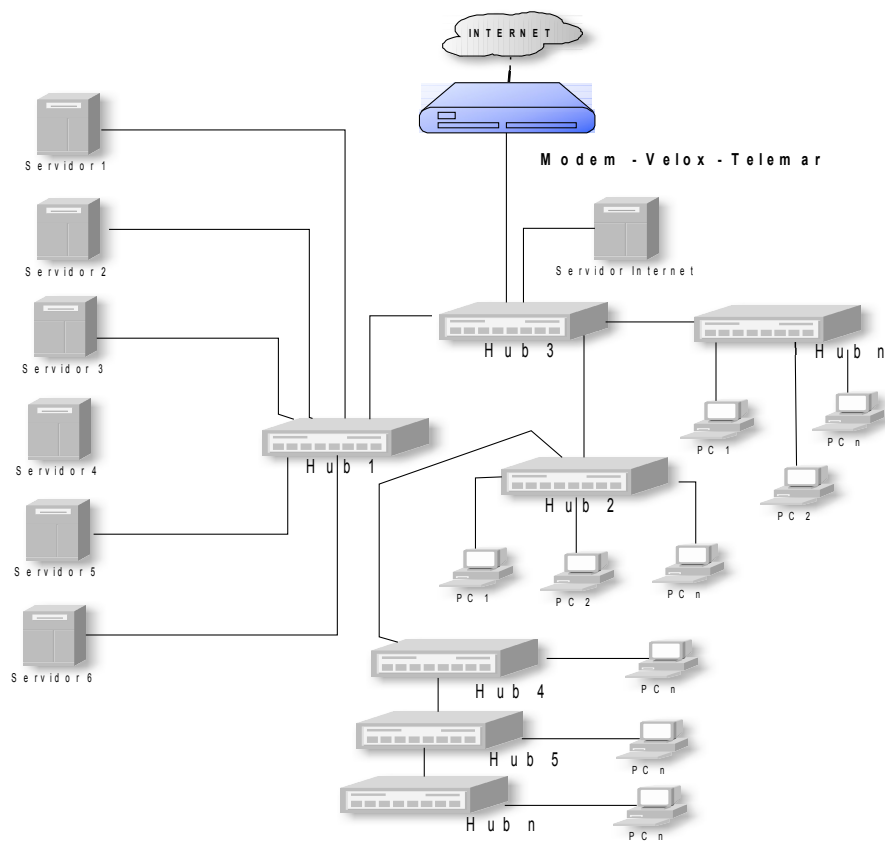 INTERNET
Servidor 1
Modem - Velox - Telemar
Servidor 2
Servidor Internet
Servidor 3
Hub 3
Hub n
Servidor 4
PC 1
PC n
Hub 1
PC 2
Hub 2
Servidor 5
PC 1
PC 2
PC n
Servidor 6
Hub 4
PC n
Hub 5
PC n
Hub n
PC n